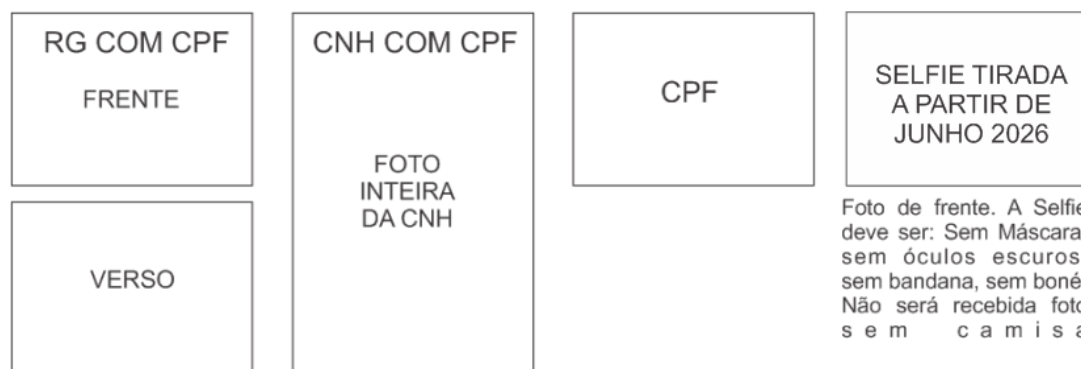 RG COM CPF
FRENTE
VERSO
CNH COM CPF
FOTO
INTEIRA
DA CNH
CPF
SELFIE TIRADA
A PARTIR DE
JUNHO 2026
Foto de frente. A Selfie
deve ser: Sem Máscara
sem óculos escuros
sem bandana, sem boné
Não será recebida foto
sem camisa